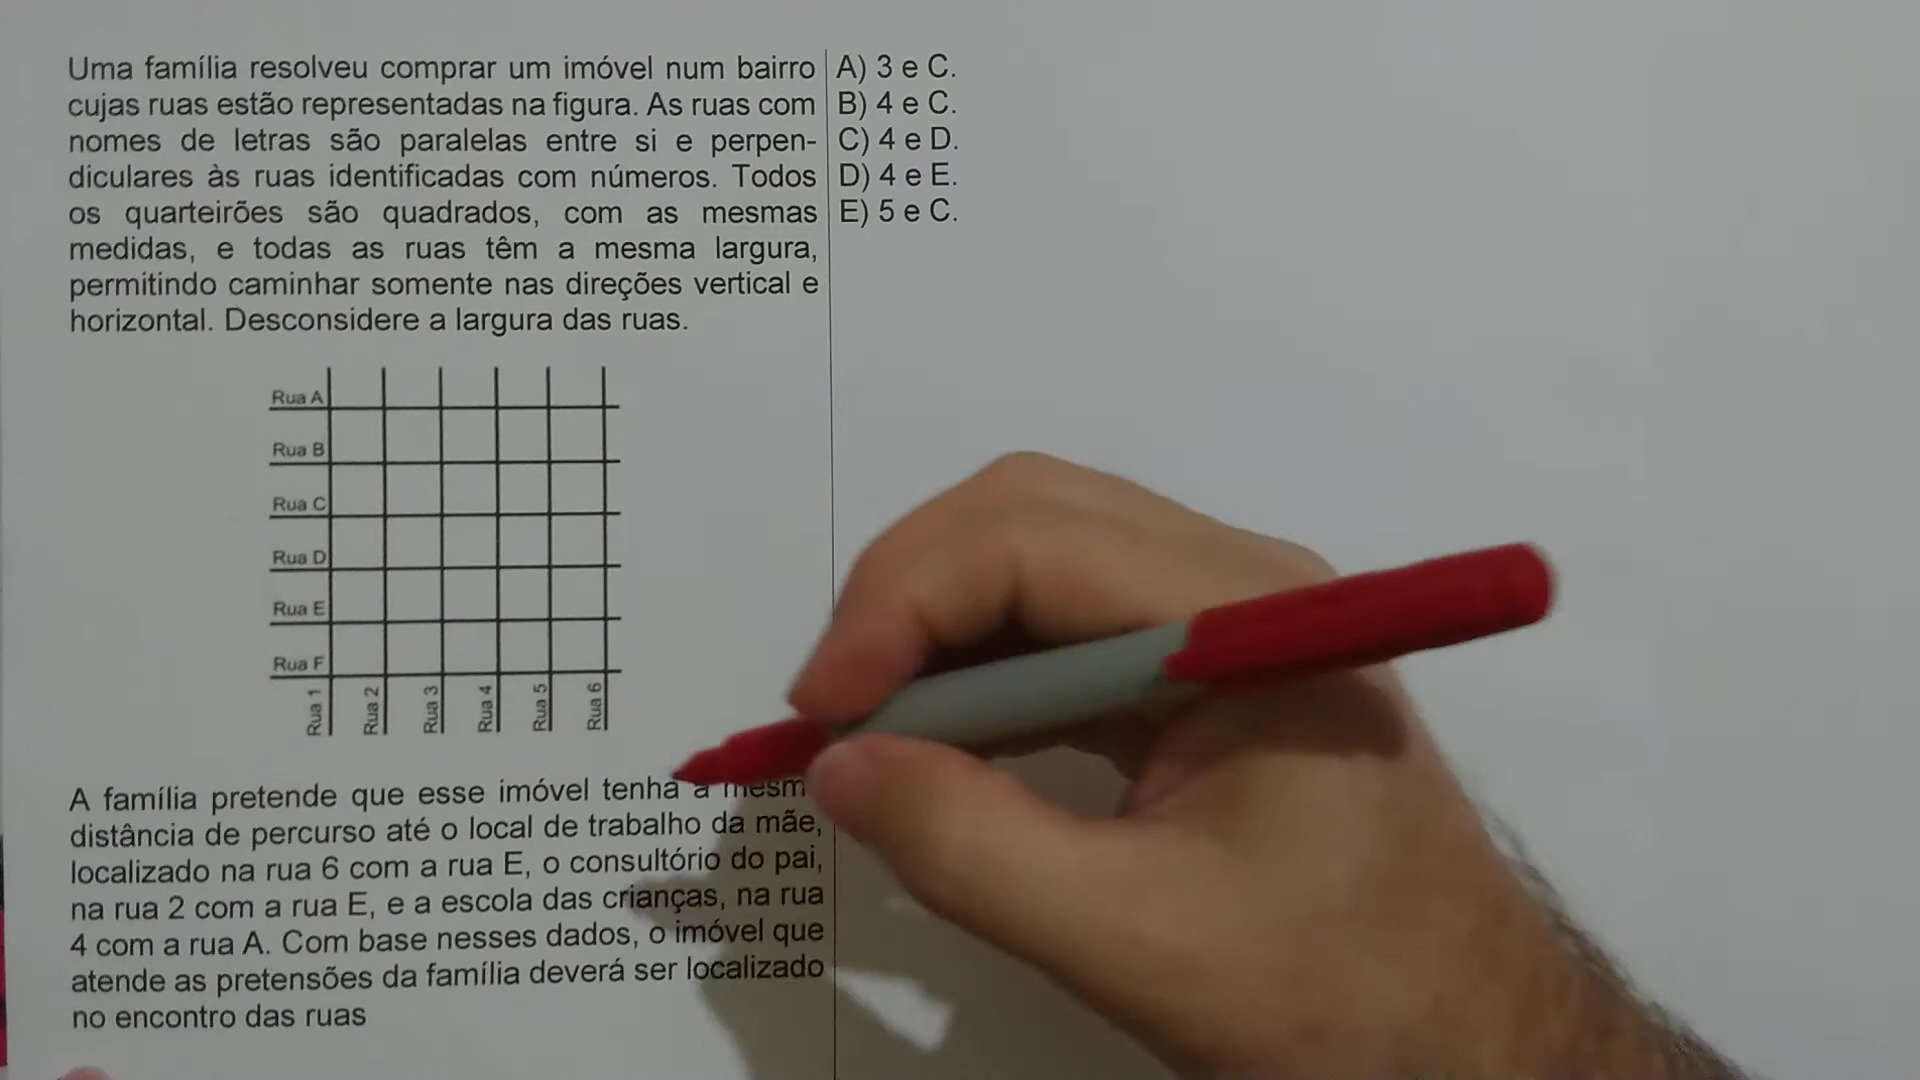 Uma família resolveu comprar um imóvel num bairro
cujas ruas estão representadas na figura. As ruas com
nomes de letras são paralelas entre si e perpen-
diculares às ruas identificadas com números. Todos
os quarteirões são quadrados, com as mesmas
medidas, e todas as ruas têm a mesma largura,
permitindo caminhar somente nas direções vertical e
horizontal. Desconsidere a largura das ruas.
Rua A
Rua B
Rua C
Rua D
Rua E
Rua F
Rua 1
Rua 2
Rua 3
Rua 4
Rua 5
Rua 6
A família pretende que esse imóvel tenha a mesm
distância de percurso até o local de trabalho da mãe,
localizado na rua 6 com a rua E, o consultório do pai,
na rua 2 com a rua E, e a escola das crianças, na rua
4 com a rua A. Com base nesses dados, o imóvel que
atende as pretensões da família deverá ser localizado
no encontro das ruas
A) 3 e C.
B) 4 e C.
C) 4 e D.
D) 4 e E.
E) 5 e C.